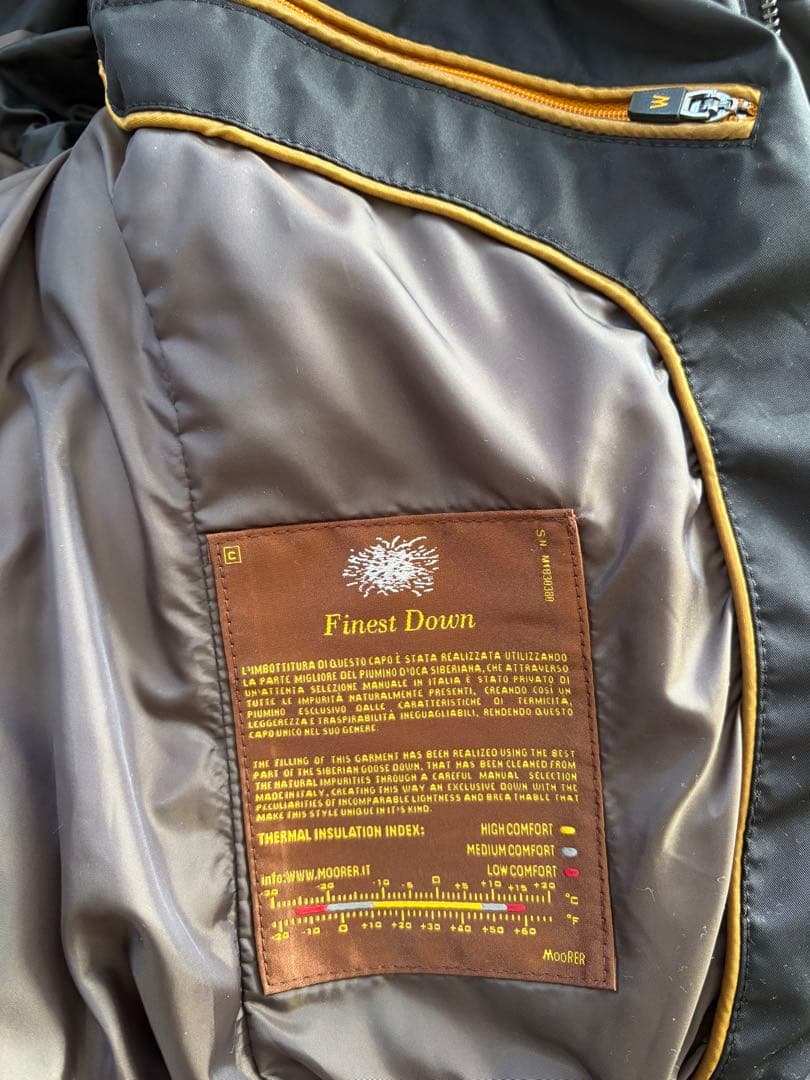 W
C
S.N. M1803080
Finest Down
L'IMBOTTITURA DI QUESTO CAPO È STATA REALIZZATA UTILIZZANDO
LA PARTE MIGLIORE DEL PIUMINO D'OCA SIBERIANA, CHE ATTRAVERSO
UN'ATTENTA SELEZIONE MANUALE IN ITALIA È STATO PRIVATO DI
TUTTE LE IMPURITÀ NATURALMENTE PRESENTI, CREANDO COSÌ UN
PIUMINO ESCLUSIVO DALLE CARATTERISTICHE DI TERMICITÀ,
LEGGEREZZA E TRASPIRABILITÀ INEGUAGLIABILI, RENDENDO QUESTO
CAPO UNICO NEL SUO GENERE.
THE FILLING OF THIS GARMENT HAS BEEN REALIZED USING THE BEST
PART OF THE SIBERIAN GOOSE DOWN, THAT HAS BEEN CLEANED FROM
THE NATURAL IMPURITIES THROUGH A CAREFUL MANUAL SELECTION
MADE IN ITALY, CREATING THIS WAY AN EXCLUSIVE DOWN WITH THE
PECULIARITIES OF INCOMPARABLE LIGHTNESS AND BREATHABLE THAT
MAKE THIS STYLE UNIQUE IN IT'S KIND.
THERMAL INSULATION INDEX: HIGH COMFORT
MEDIUM COMFORT
info: WWW.MOORER.IT LOW COMFORT
-30 -20 -10 -5 0 +5 +10 +15 +20 °C
-20 -10 0 +10 +20 +30 +40 +50 +60 °F
MOORER